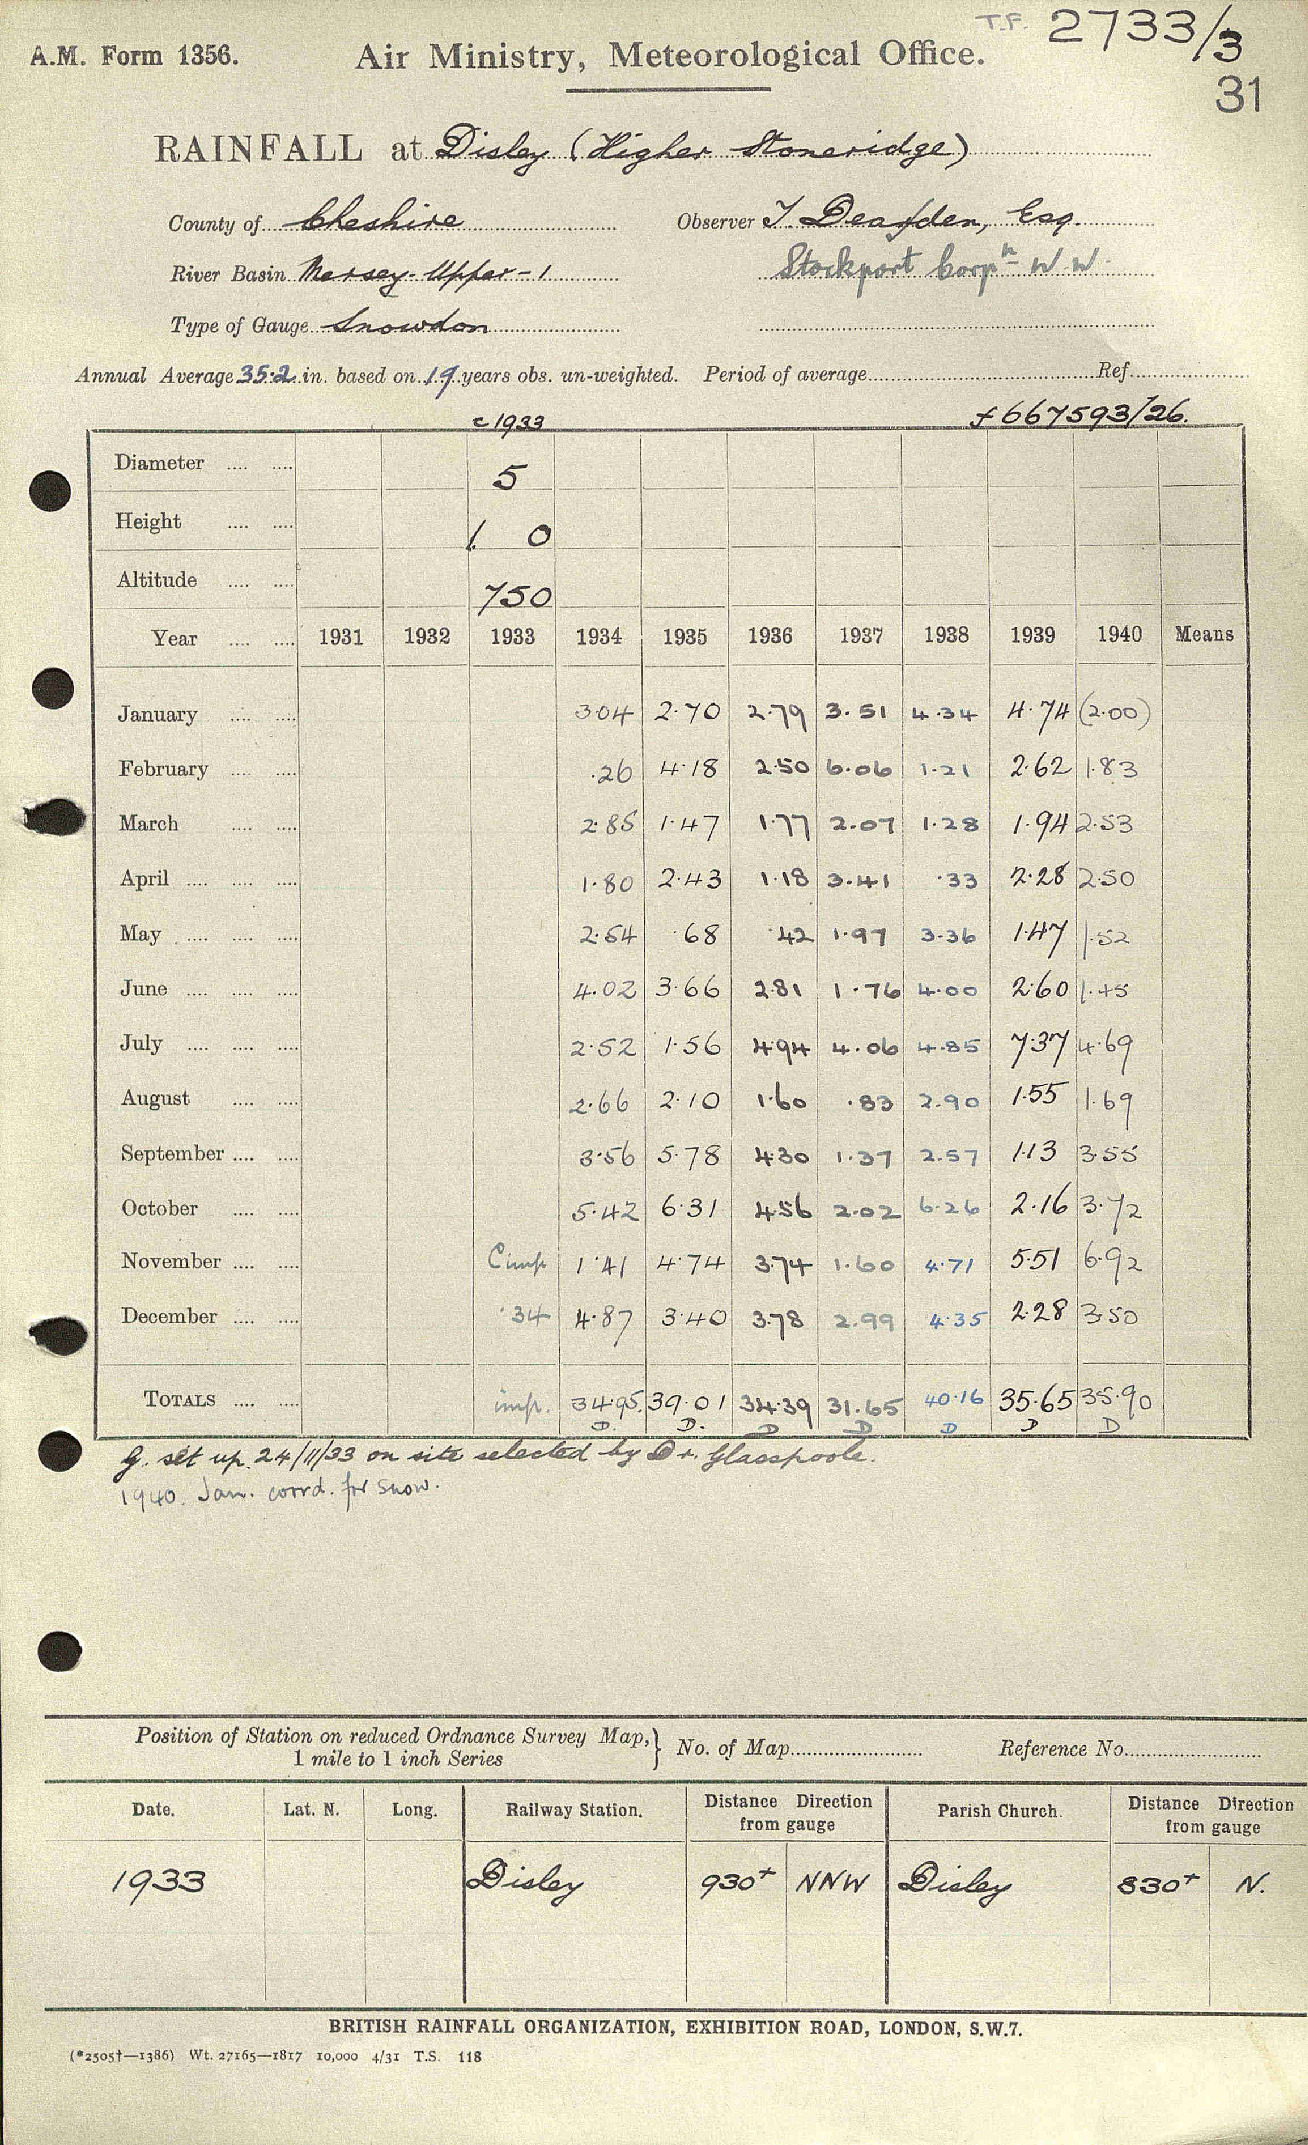 T.F. 2733/3
A.M. Form 1356. Air Ministry, Meteorological Office.
31
RAINFALL at Disley (Higher Stoneridge)
County of Cheshire Observer T. Dearden, Esq.
River Basin Mersey-Upper-1 Stockport Corpn W.W.
Type of Gauge Snowdon
Annual Average 35.2 in. based on 19 years obs. un-weighted. Period of average Ref.
c1933 f667593/26.
Diameter 5
Height 1. 0
Altitude 750
Year 1931 1932 1933 1934 1935 1936 1937 1938 1939 1940 Means
January 3.04 2.70 2.79 3.51 4.34 4.74 (2.00)
February .26 4.18 2.50 6.06 1.21 2.62 1.83
March 2.85 1.47 1.77 2.07 1.28 1.94 2.53
April 1.80 2.43 1.18 3.41 .33 2.28 2.50
May 2.54 .68 .42 1.97 3.36 1.47 1.52
June 4.02 3.66 2.81 1.76 4.00 2.60 1.45
July 2.52 1.56 4.94 4.06 4.85 7.37 4.69
August 2.66 2.10 1.60 .83 2.90 1.55 1.69
September 3.56 5.78 4.30 1.37 2.57 1.13 3.55
October 5.42 6.31 4.56 2.02 6.26 2.16 3.72
November 1.41 4.74 3.74 1.60 4.71 5.51 6.92
December .34 4.87 3.40 3.78 2.99 4.35 2.28 3.50
TOTALS imp. 34.95 39.01 34.39 31.65 40.16 35.65 35.90
D. D. D D D D D
G. set up 24/11/33 on site selected by Dr. Glasspoole.
1940. Jan. corrd. for snow.
Position of Station on reduced Ordnance Survey Map, } No. of Map Reference No.
1 mile to 1 inch Series
Date. Lat. N. Long. Railway Station. Distance Direction from gauge Parish Church. Distance Direction from gauge
1933 Disley 930+ NNW Disley 830+ N.
BRITISH RAINFALL ORGANIZATION, EXHIBITION ROAD, LONDON, S.W.7.
(*2505†—1386) Wt. 27165—1817 10,000 4/31 T.S. 118